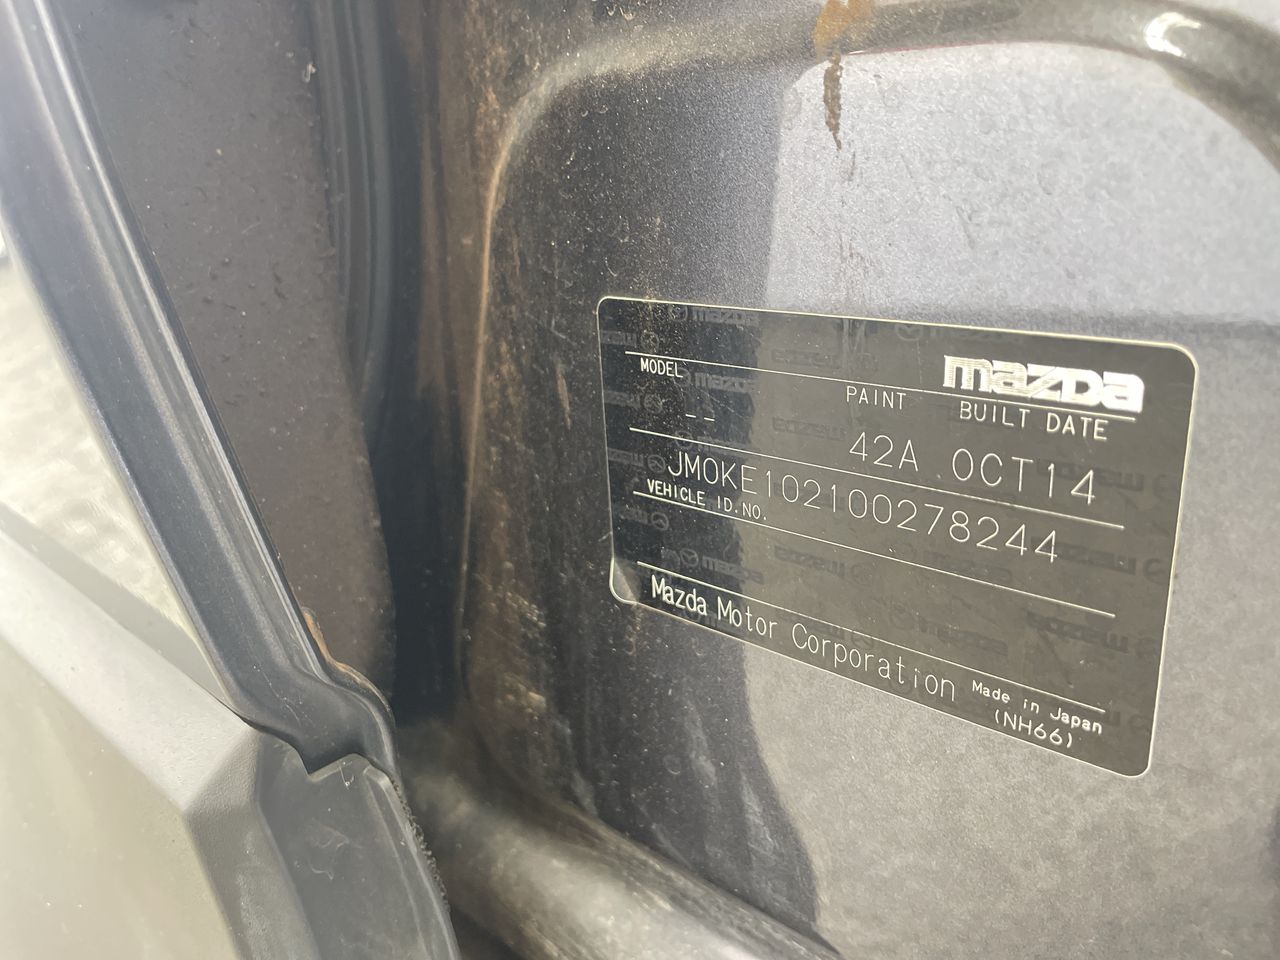 mazda
MODEL PAINT BUILT DATE
-- 42A OCT14
JM0KE102100278244
VEHICLE ID.NO.
Mazda Motor Corporation Made in Japan
(NH66)